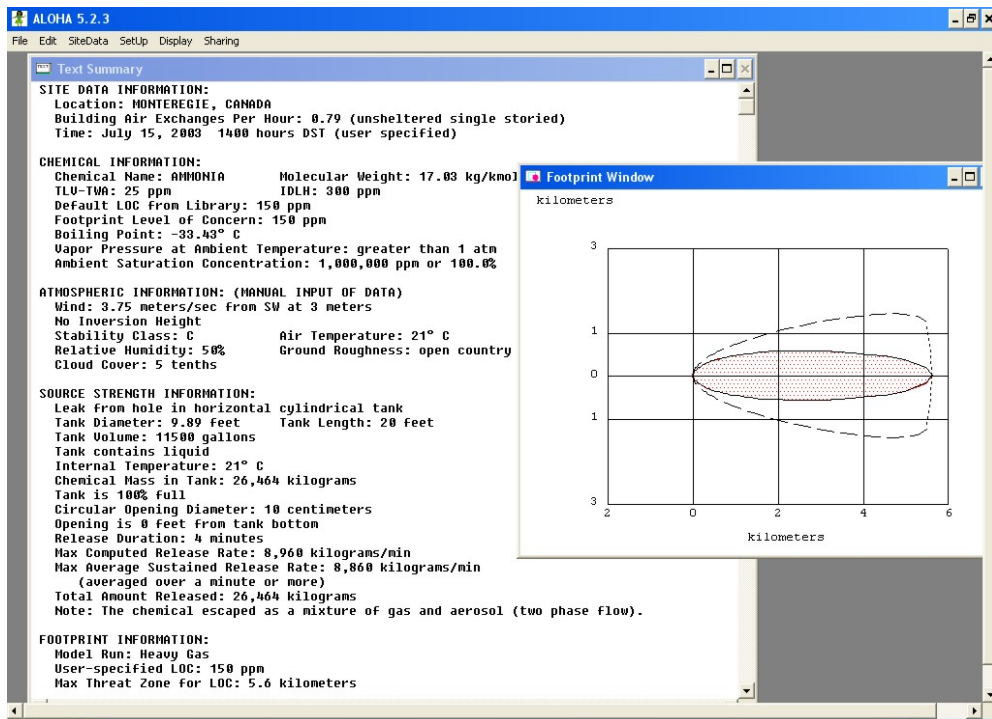 ALOHA 5.2.3
File Edit SiteData SetUp Display Sharing
Text Summary
SITE DATA INFORMATION:
Location: MONTEREGIE, CANADA
Building Air Exchanges Per Hour: 0.79 (unsheltered single storied)
Time: July 15, 2003 1400 hours DST (user specified)
CHEMICAL INFORMATION:
Chemical Name: AMMONIA Molecular Weight: 17.03 kg/kmol
TLV-TWA: 25 ppm IDLH: 300 ppm
Default LOC from Library: 150 ppm
Footprint Level of Concern: 150 ppm
Boiling Point: -33.43° C
Vapor Pressure at Ambient Temperature: greater than 1 atm
Ambient Saturation Concentration: 1,000,000 ppm or 100.0%
ATMOSPHERIC INFORMATION: (MANUAL INPUT OF DATA)
Wind: 3.75 meters/sec from SW at 3 meters
No Inversion Height
Stability Class: C Air Temperature: 21° C
Relative Humidity: 50% Ground Roughness: open country
Cloud Cover: 5 tenths
SOURCE STRENGTH INFORMATION:
Leak from hole in horizontal cylindrical tank
Tank Diameter: 9.89 feet Tank Length: 20 feet
Tank Volume: 11500 gallons
Tank contains liquid
Internal Temperature: 21° C
Chemical Mass in Tank: 26,464 kilograms
Tank is 100% full
Circular Opening Diameter: 10 centimeters
Opening is 0 feet from tank bottom
Release Duration: 4 minutes
Max Computed Release Rate: 8,960 kilograms/min
Max Average Sustained Release Rate: 8,860 kilograms/min
(averaged over a minute or more)
Total Amount Released: 26,464 kilograms
Note: The chemical escaped as a mixture of gas and aerosol (two phase flow).
FOOTPRINT INFORMATION:
Model Run: Heavy Gas
User-specified LOC: 150 ppm
Max Threat Zone for LOC: 5.6 kilometers
Footprint Window
kilometers
3
1
0
1
3
2 0 2 4 6
kilometers